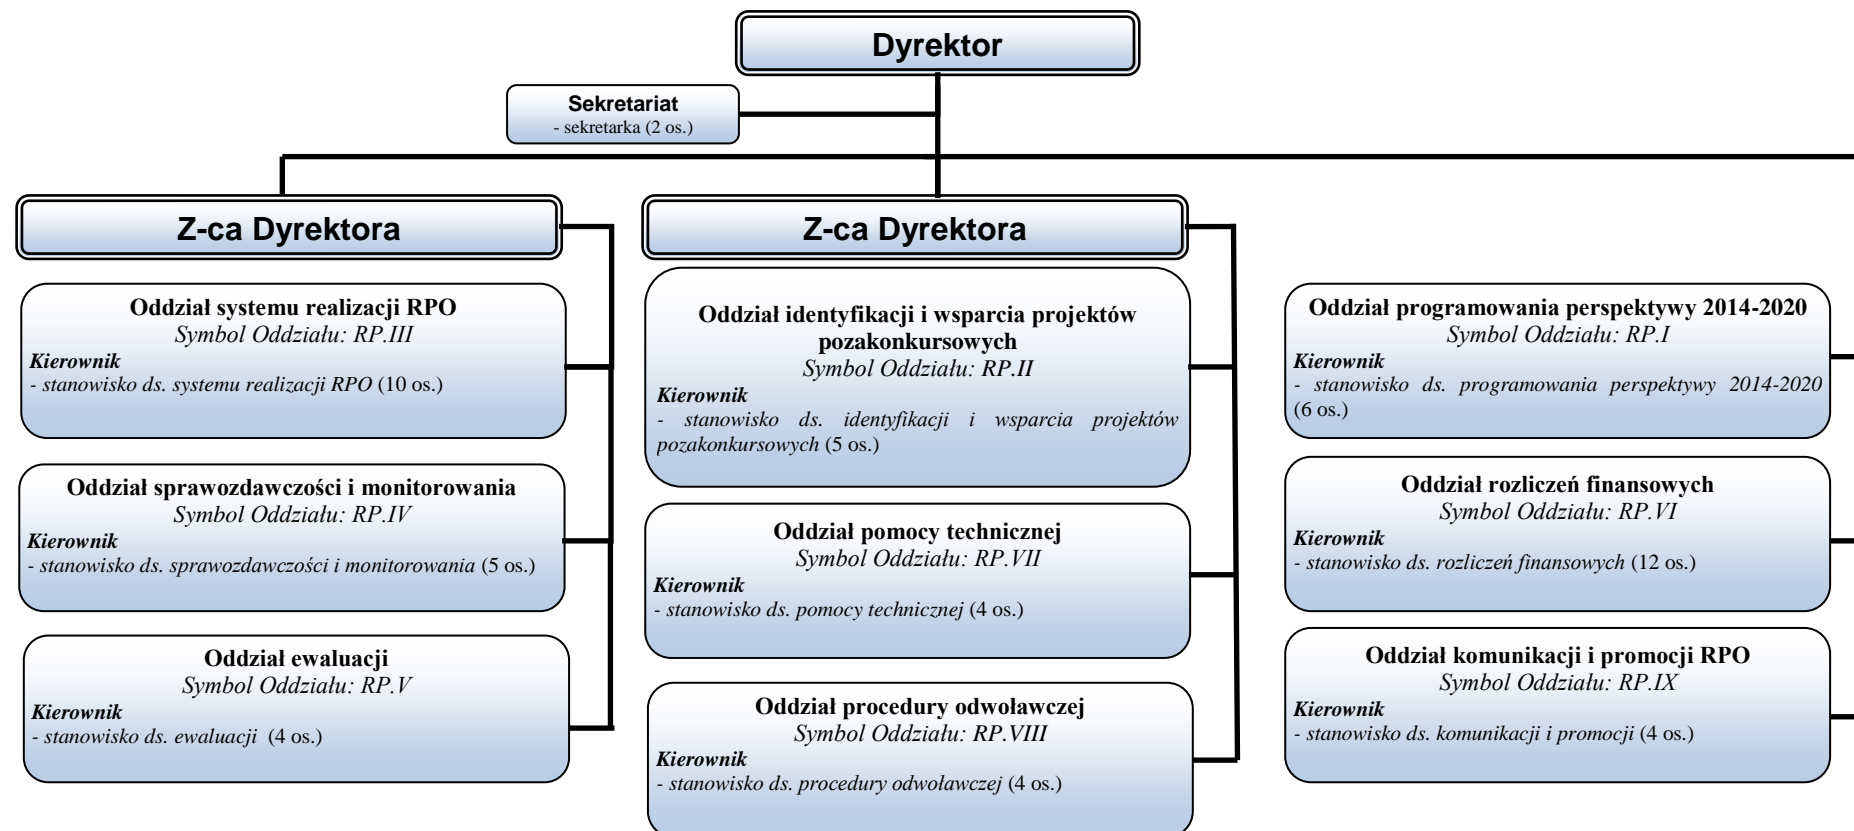 Dyrektor
Sekretariat
- sekretarka (2 os.)
Z-ca Dyrektora
Oddział systemu realizacji RPO
Symbol Oddziału: RP.III
Kierownik
- stanowisko ds. systemu realizacji RPO (10 os.)
Oddział sprawozdawczości i monitorowania
Symbol Oddziału: RP.IV
Kierownik
- stanowisko ds. sprawozdawczości i monitorowania (5 os.)
Oddział ewaluacji
Symbol Oddziału: RP.V
Kierownik
- stanowisko ds. ewaluacji (4 os.)
Z-ca Dyrektora
Oddział identyfikacji i wsparcia projektów
pozakonkursowych
Symbol Oddziału: RP.II
Kierownik
- stanowisko ds. identyfikacji i wsparcia projektów
pozakonkursowych (5 os.)
Oddział pomocy technicznej
Symbol Oddziału: RP.VII
Kierownik
- stanowisko ds. pomocy technicznej (4 os.)
Oddział procedury odwoławczej
Symbol Oddziału: RP.VIII
Kierownik
- stanowisko ds. procedury odwoławczej (4 os.)
Oddział programowania perspektywy 2014-2020
Symbol Oddziału: RP.I
Kierownik
- stanowisko ds. programowania perspektywy 2014-2020
(6 os.)
Oddział rozliczeń finansowych
Symbol Oddziału: RP.VI
Kierownik
- stanowisko ds. rozliczeń finansowych (12 os.)
Oddział komunikacji i promocji RPO
Symbol Oddziału: RP.IX
Kierownik
- stanowisko ds. komunikacji i promocji (4 os.)